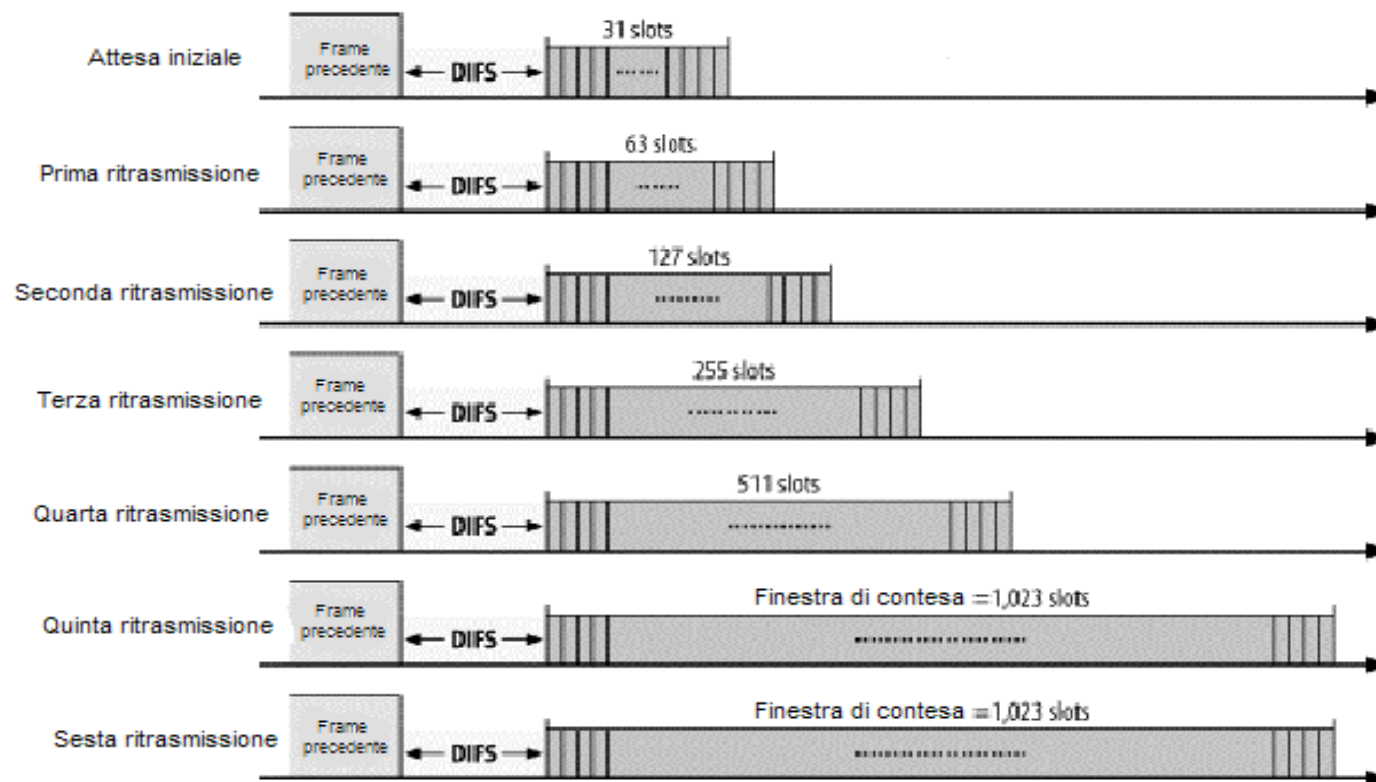 31 slots
Attesa iniziale
Frame
precedente
DIFS
63 slots
Prima ritrasmissione
Frame
precedente
DIFS
127 slots
Seconda ritrasmissione
Frame
precedente
DIFS
255 slots
Terza ritrasmissione
Frame
precedente
DIFS
511 slots
Quarta ritrasmissione
Frame
precedente
DIFS
Finestra di contesa =1,023 slots
Quinta ritrasmissione
Frame
precedente
DIFS
Finestra di contesa =1,023 slots
Sesta ritrasmissione
Frame
precedente
DIFS